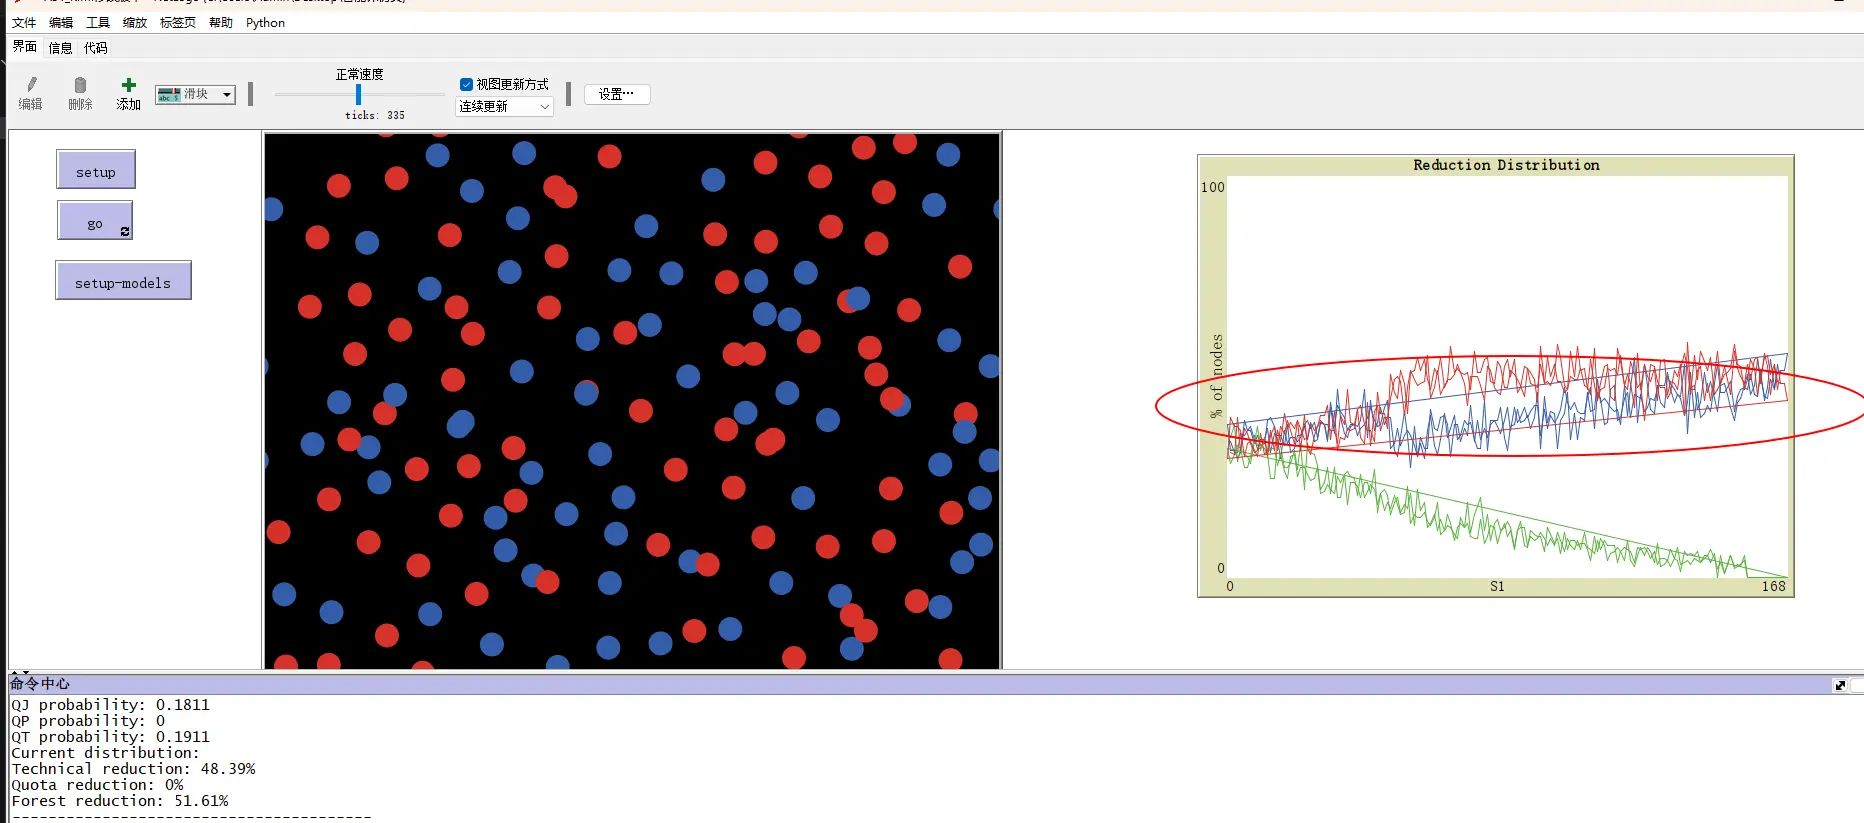 文件 编辑 工具 缩放 标签页 帮助 Python
界面 信息 代码
编辑 删除 添加 滑块
正常速度
ticks: 335
视图更新方式
连续更新
设置…
setup
go
setup-models
Reduction Distribution
100
% of nodes
0
0 S1 168
命令中心
QJ probability: 0.1811
QP probability: 0
QT probability: 0.1911
Current distribution:
Technical reduction: 48.39%
Quota reduction: 0%
Forest reduction: 51.61%
----------------------------------------